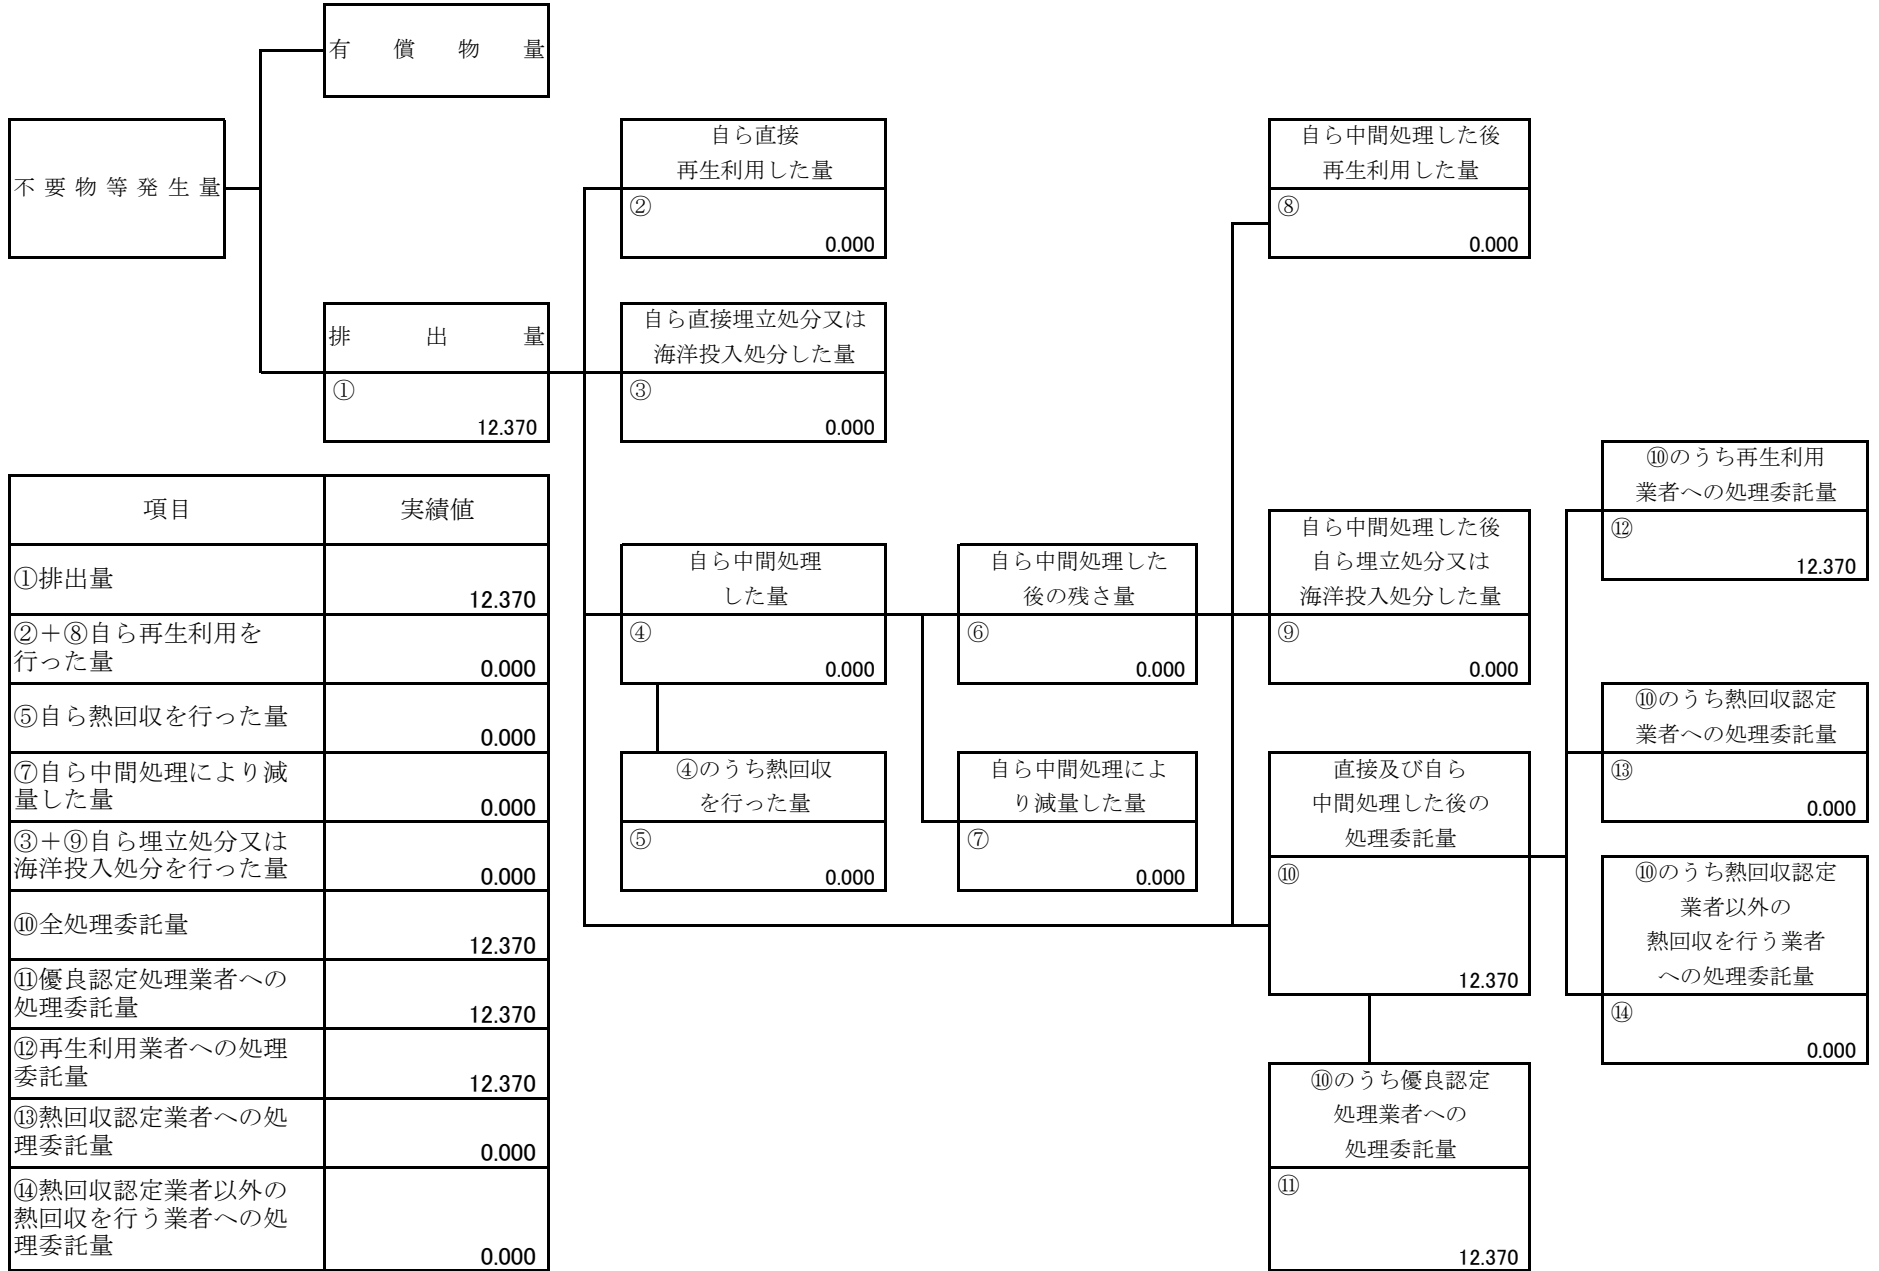 有償物量
不要物等発生量
排出量
①
12.370
自ら直接
再生利用した量
②
0.000
自ら直接埋立処分又は
海洋投入処分した量
③
0.000
自ら中間処理
した量
④
0.000
④のうち熱回収
を行った量
⑤
0.000
自ら中間処理した
後の残さ量
⑥
0.000
自ら中間処理によ
り減量した量
⑦
0.000
自ら中間処理した後
再生利用した量
⑧
0.000
自ら中間処理した後
自ら埋立処分又は
海洋投入処分した量
⑨
0.000
直接及び自ら
中間処理した後の
処理委託量
⑩
12.370
⑩のうち優良認定
処理業者への
処理委託量
⑪
12.370
⑩のうち再生利用
業者への処理委託量
⑫
12.370
⑩のうち熱回収認定
業者への処理委託量
⑬
0.000
⑩のうち熱回収認定
業者以外の
熱回収を行う業者
への処理委託量
⑭
0.000
項目 実績値
①排出量
12.370
②+⑧自ら再生利用を
行った量
0.000
⑤自ら熱回収を行った量
0.000
⑦自ら中間処理により減
量した量
0.000
③+⑨自ら埋立処分又は
海洋投入処分を行った量
0.000
⑩全処理委託量
12.370
⑪優良認定処理業者への
処理委託量
12.370
⑫再生利用業者への処理
委託量
12.370
⑬熱回収認定業者への処
理委託量
0.000
⑭熱回収認定業者以外の
熱回収を行う業者への処
理委託量
0.000